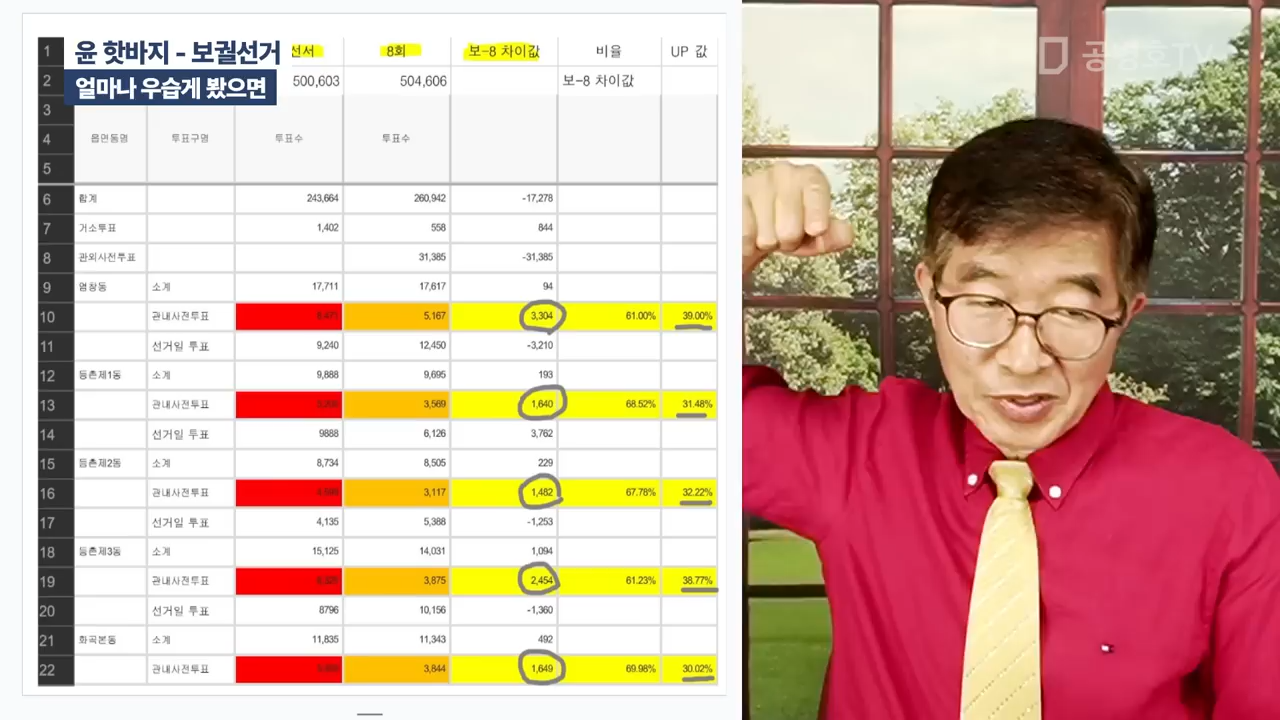 윤 핫바지 - 보궐선거
얼마나 우습게 봤으면
공병호TV
1 선서 8회 보-8 차이값 비율 UP 값
2 500,603 504,606 보-8 차이값
3
4 읍면동명 투표구명 투표수 투표수
5
6 합계 243,664 260,942 -17,278
7 거소투표 1,402 558 844
8 관외사전투표 31,385 -31,385
9 염창동 소계 17,711 17,617 94
10 관내사전투표 8,471 5,167 3,304 61.00% 39.00%
11 선거일 투표 9,240 12,450 -3,210
12 등촌제1동 소계 9,888 9,695 193
13 관내사전투표 3,569 1,640 68.52% 31.48%
14 선거일 투표 9888 6,126 3,762
15 등촌제2동 소계 8,734 8,505 229
16 관내사전투표 3,117 1,482 67.78% 32.22%
17 선거일 투표 4,135 5,388 -1,253
18 등촌제3동 소계 15,125 14,031 1,094
19 관내사전투표 3,875 2,454 61.23% 38.77%
20 선거일 투표 8796 10,156 -1,360
21 화곡본동 소계 11,835 11,343 492
22 관내사전투표 3,844 1,649 69.98% 30.02%